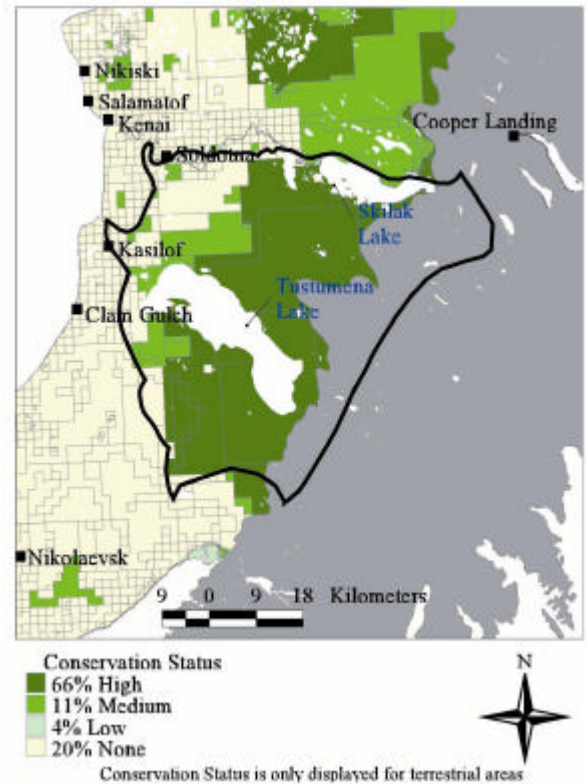 Nikiski
Salamatof
Kenai
Cooper Landing
Soldotna
Skilak
Lake
Kasilof
Tustumena
Lake
Clam Gulch
Nikolaevsk
9 0 9 18 Kilometers
Conservation Status
66% High
11% Medium
4% Low
20% None
N
Conservation Status is only displayed for terrestrial areas